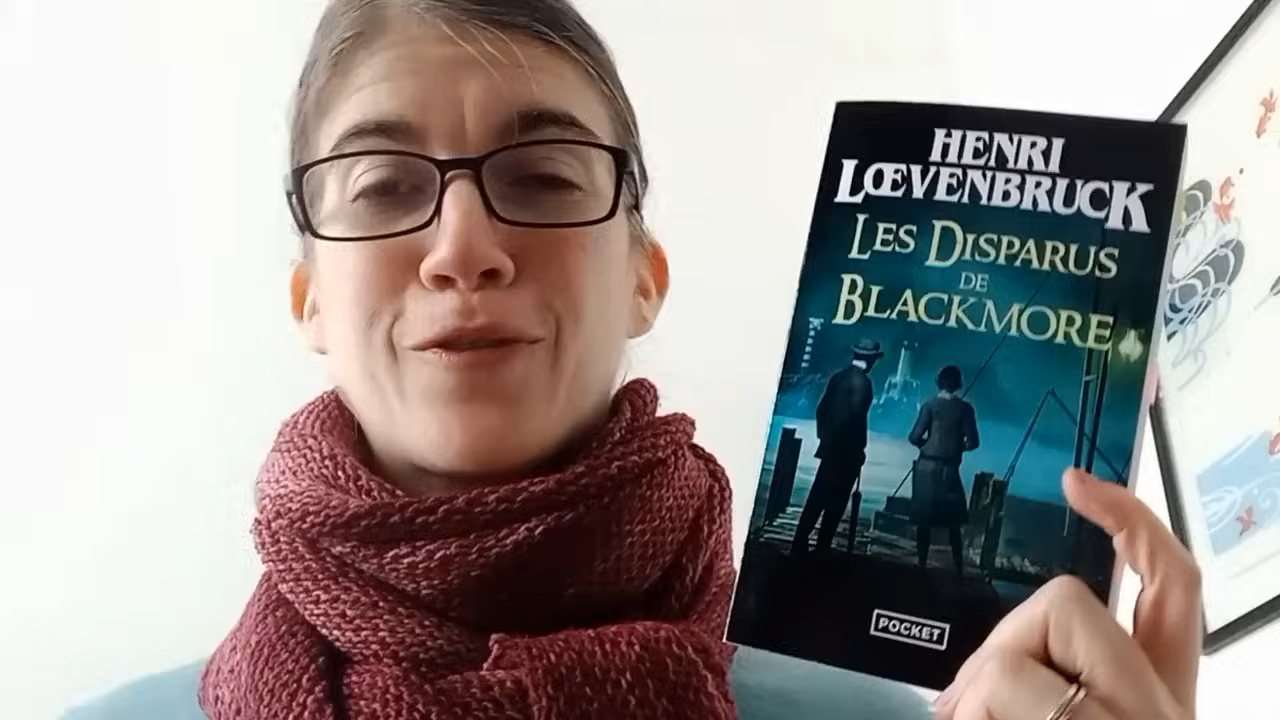 HENRI
LŒVENBRUCK
LES DISPARUS
DE
BLACKMORE
POCKET